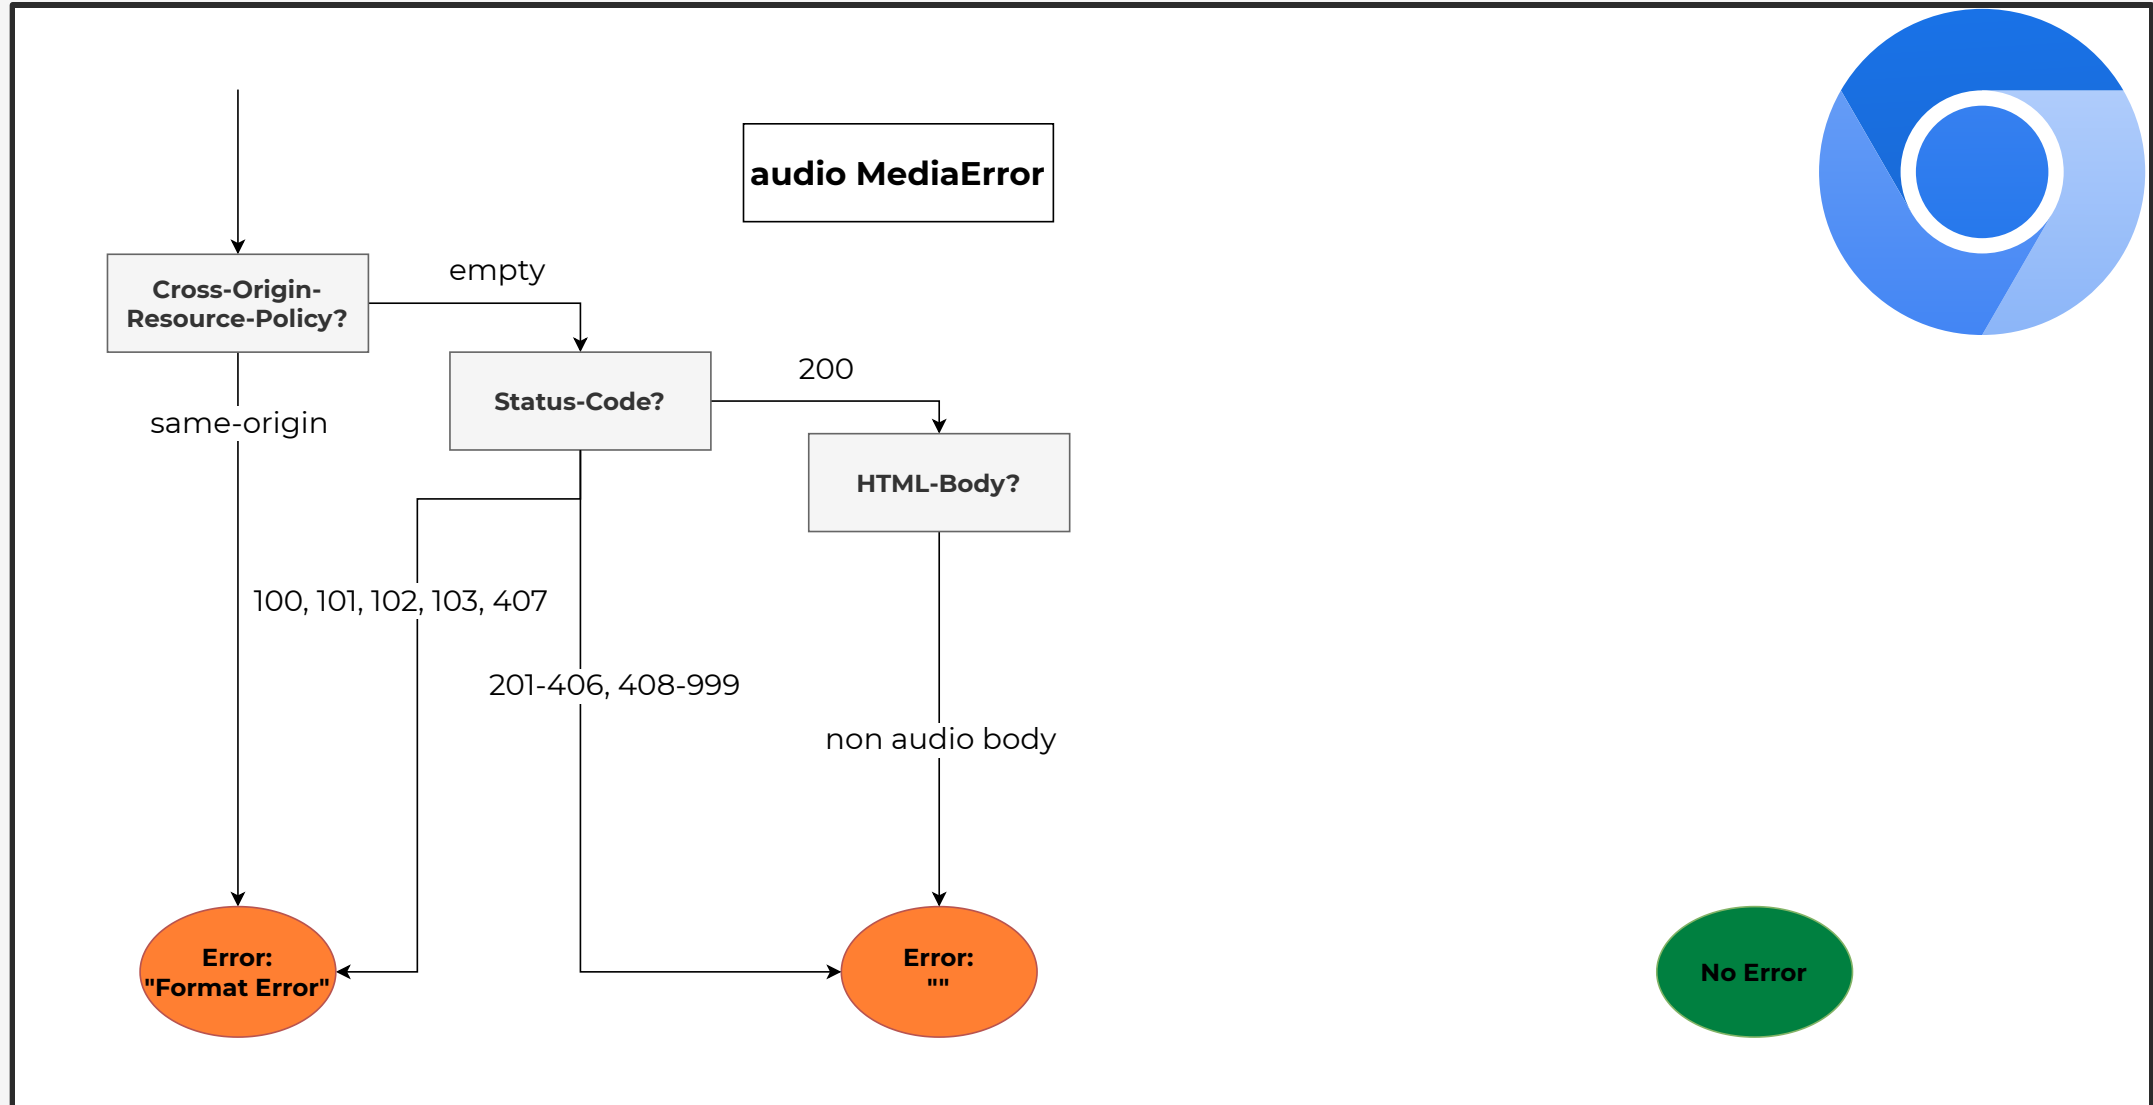 audio MediaError
Cross-Origin-
Resource-Policy?
empty
Status-Code?
200
same-origin
HTML-Body?
100, 101, 102, 103, 407
201-406, 408-999
non audio body
Error:
"Format Error"
Error:
""
No Error